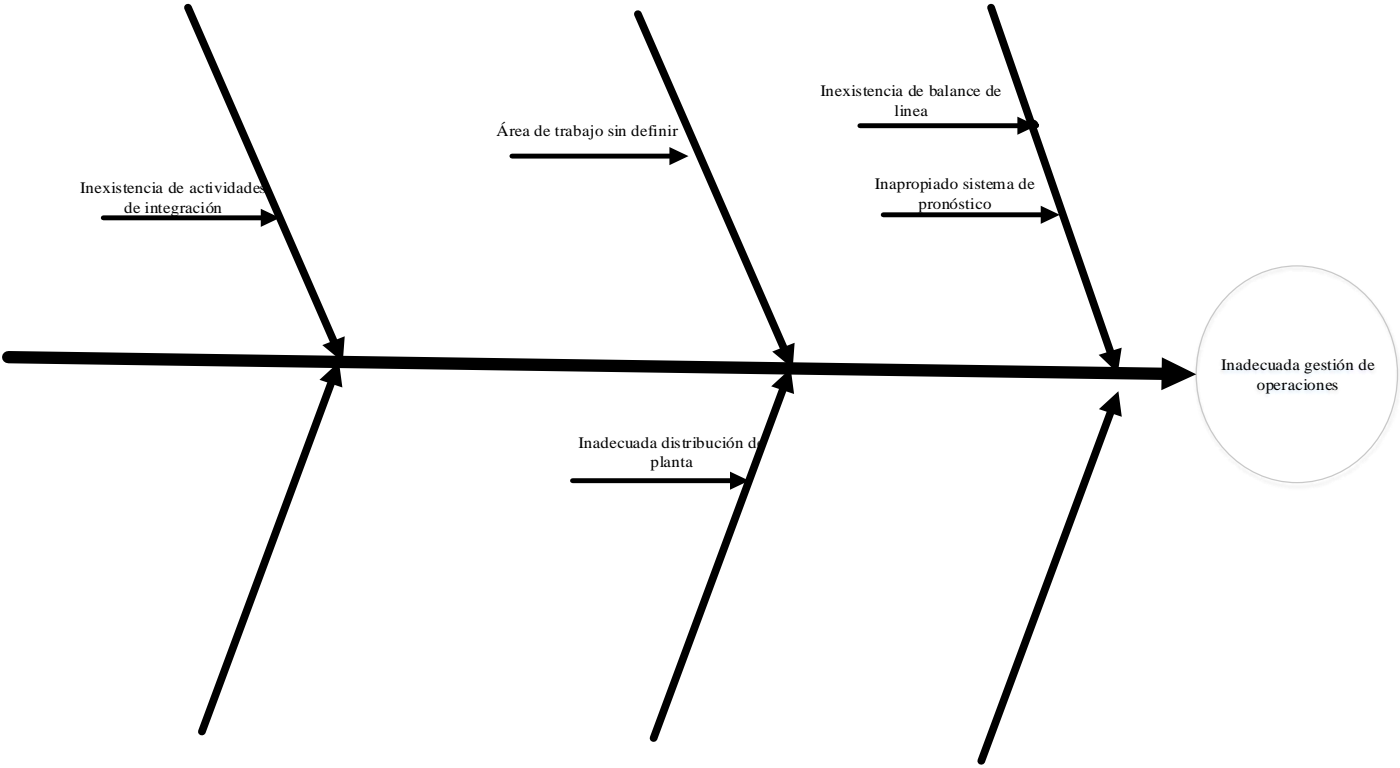 Inexistencia de balance de
linea
Área de trabajo sin definir
Inexistencia de actividades
de integración
Inapropiado sistema de
pronóstico
Inadecuada gestión de
operaciones
Inadecuada distribución de
planta